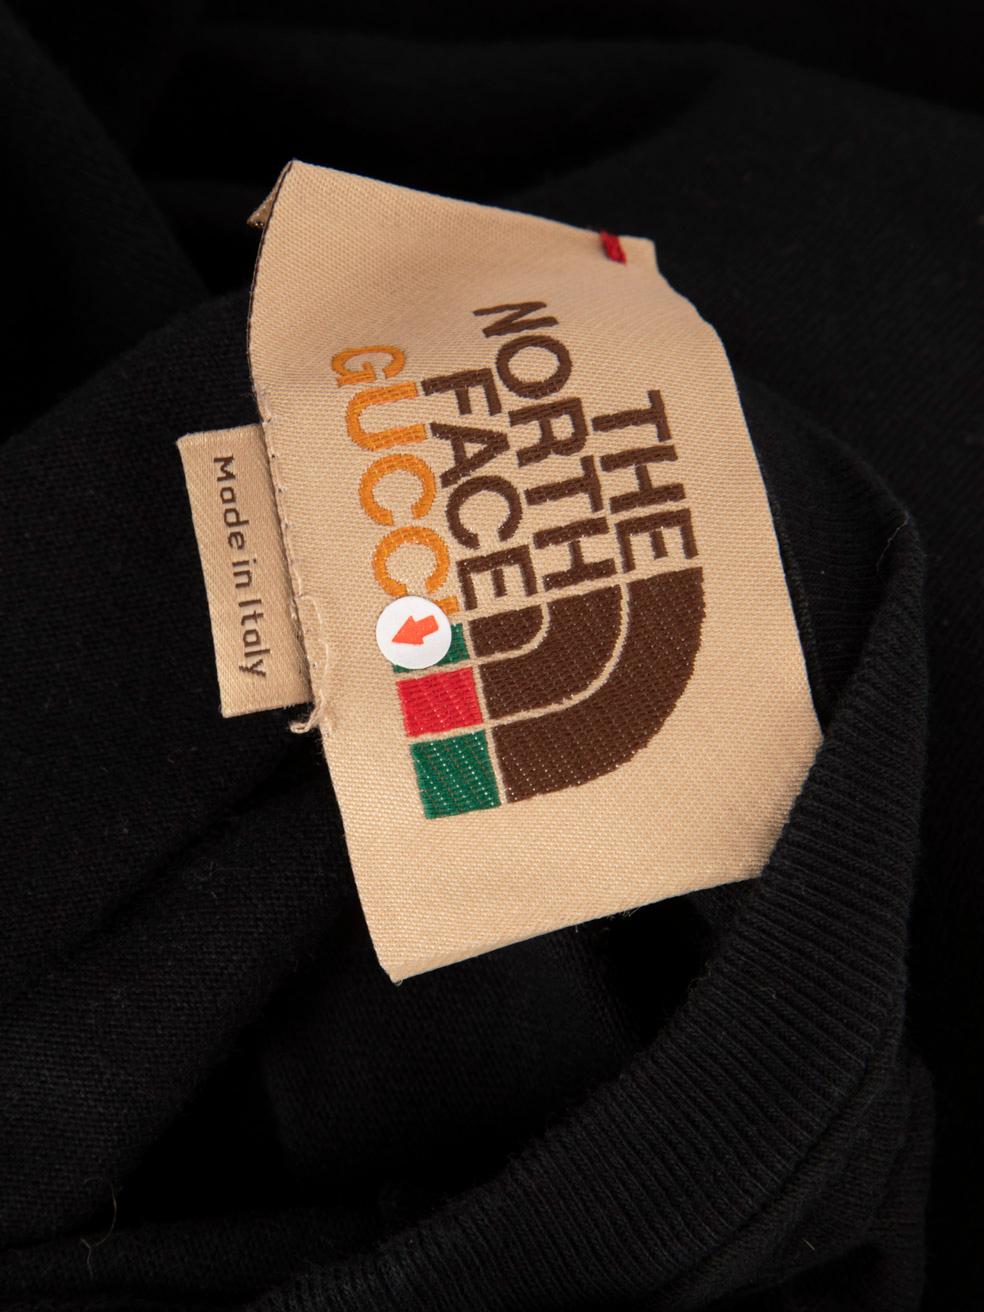 THE
NORTH
FACE
GUCCI
Made in Italy